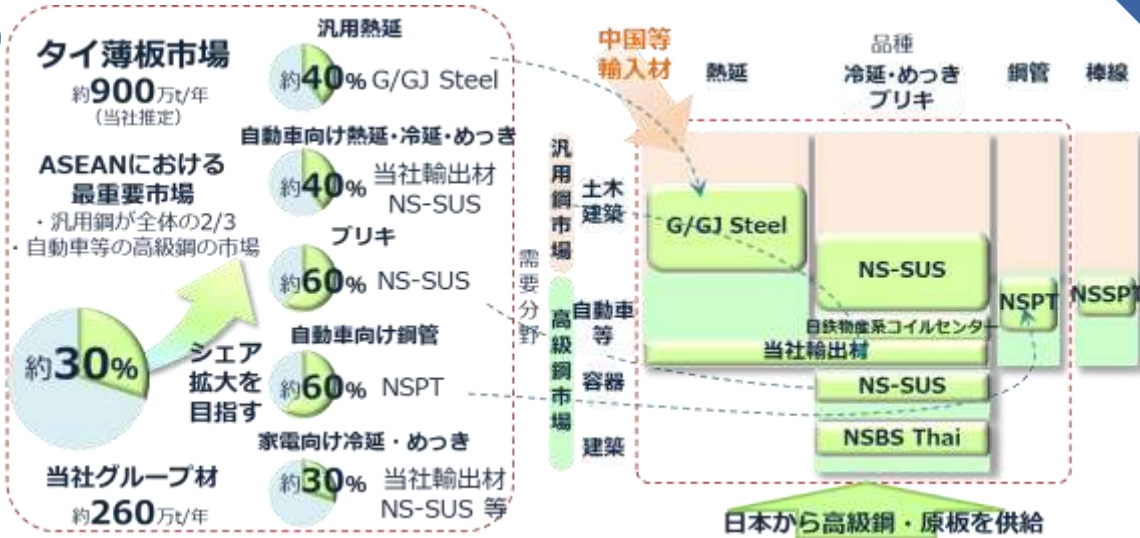 タイ薄板市場
約900万t/年
(当社推定)
ASEANにおける
最重要市場
・汎用鋼が全体の2/3
・自動車等の高級鋼の市場
約30%
シェア
拡大を
目指す
当社グループ材
約260万t/年
汎用熱延
約40% G/GJ Steel
自動車向け熱延・冷延・めっき
約40% 当社輸出材
NS-SUS
ブリキ
約60% NS-SUS
自動車向け鋼管
約60% NSPT
家電向け冷延・めっき
約30% 当社輸出材
NS-SUS 等
中国等
輸入材
品種
熱延
冷延・めっき
ブリキ
鋼管
棒線
需要分野
汎用鋼市場
高級鋼市場
土木
建築
自動車
等
容器
建築
G/GJ Steel
NS-SUS
NSPT
NSSPT
日鉄物産系コイルセンター
当社輸出材
NS-SUS
NSBS Thai
日本から高級鋼・原板を供給